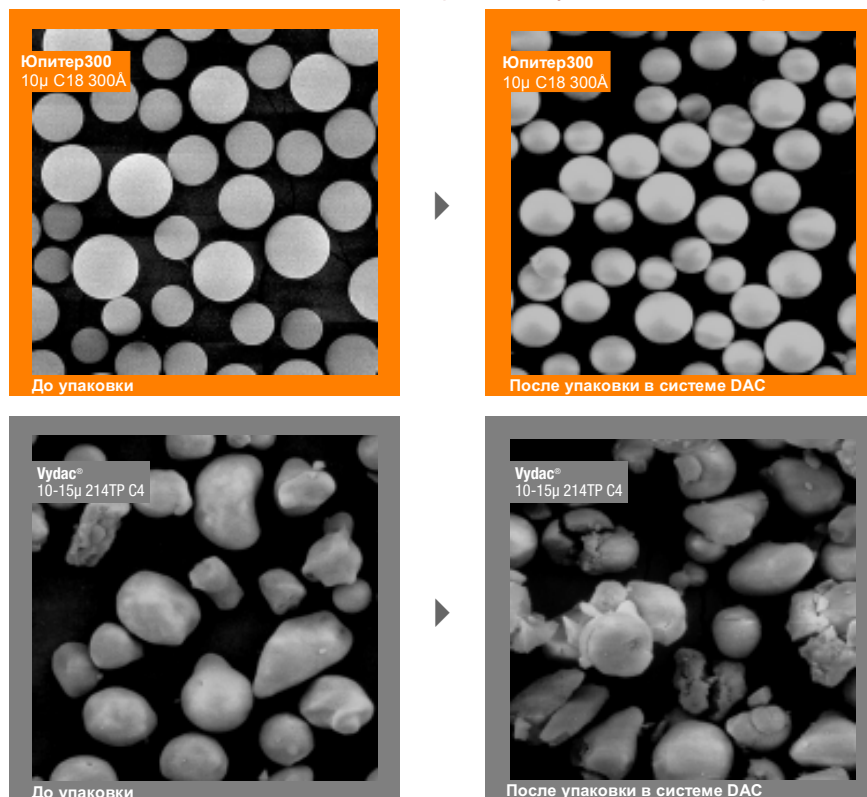 Юпитер300
10µ C18 300Å
До упаковки
Юпитер300
10µ C18 300Å
После упаковки в системе DAC
Vydac®
10-15µ 214TP C4
До упаковки
Vydac®
10-15µ 214TP C4
После упаковки в системе DAC